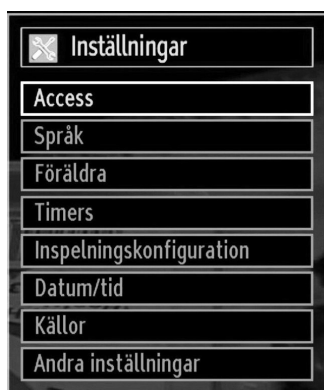 Inställningar
Access
Språk
Föräldra
Timers
Inspelningskonfiguration
Datum/tid
Källor
Andra inställningar